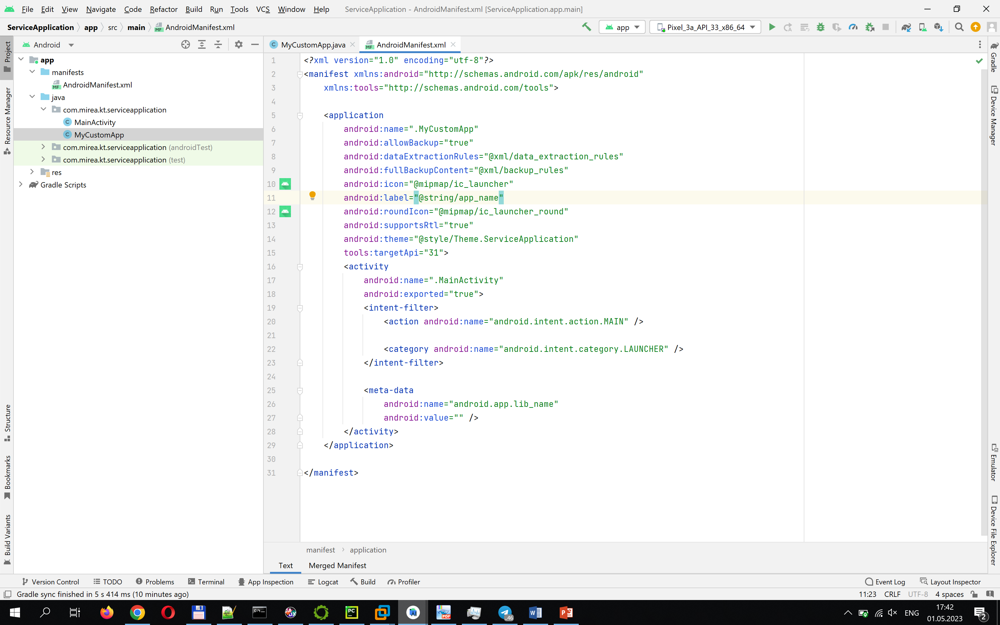 File Edit View Navigate Code Refactor Build Run Tools VCS Window Help ServiceApplication - AndroidManifest.xml [ServiceApplication.app.main]
ServiceApplication app src main AndroidManifest.xml app Pixel_3a_API_33_x86_64
Android
MyCustomApp.java AndroidManifest.xml
Project
Resource Manager
Structure
Bookmarks
Build Variants
app
manifests
AndroidManifest.xml
java
com.mirea.kt.serviceapplication
MainActivity
MyCustomApp
com.mirea.kt.serviceapplication (androidTest)
com.mirea.kt.serviceapplication (test)
res
Gradle Scripts
1 <?xml version="1.0" encoding="utf-8"?>
2 <manifest xmlns:android="http://schemas.android.com/apk/res/android"
3 xmlns:tools="http://schemas.android.com/tools">
4
5 <application
6 android:name=".MyCustomApp"
7 android:allowBackup="true"
8 android:dataExtractionRules="@xml/data_extraction_rules"
9 android:fullBackupContent="@xml/backup_rules"
10 android:icon="@mipmap/ic_launcher"
11 android:label="@string/app_name"
12 android:roundIcon="@mipmap/ic_launcher_round"
13 android:supportsRtl="true"
14 android:theme="@style/Theme.ServiceApplication"
15 tools:targetApi="31">
16 <activity
17 android:name=".MainActivity"
18 android:exported="true">
19 <intent-filter>
20 <action android:name="android.intent.action.MAIN" />
21
22 <category android:name="android.intent.category.LAUNCHER" />
23 </intent-filter>
24
25 <meta-data
26 android:name="android.app.lib_name"
27 android:value="" />
28 </activity>
29 </application>
30
31 </manifest>
Gradle
Device Manager
Emulator
Device File Explorer
manifest application
Text Merged Manifest
Version Control TODO Problems Terminal App Inspection Logcat Build Profiler Event Log Layout Inspector
Gradle sync finished in 5 s 414 ms (10 minutes ago) 11:23 CRLF UTF-8 4 spaces
ENG 17:42
01.05.2023
2